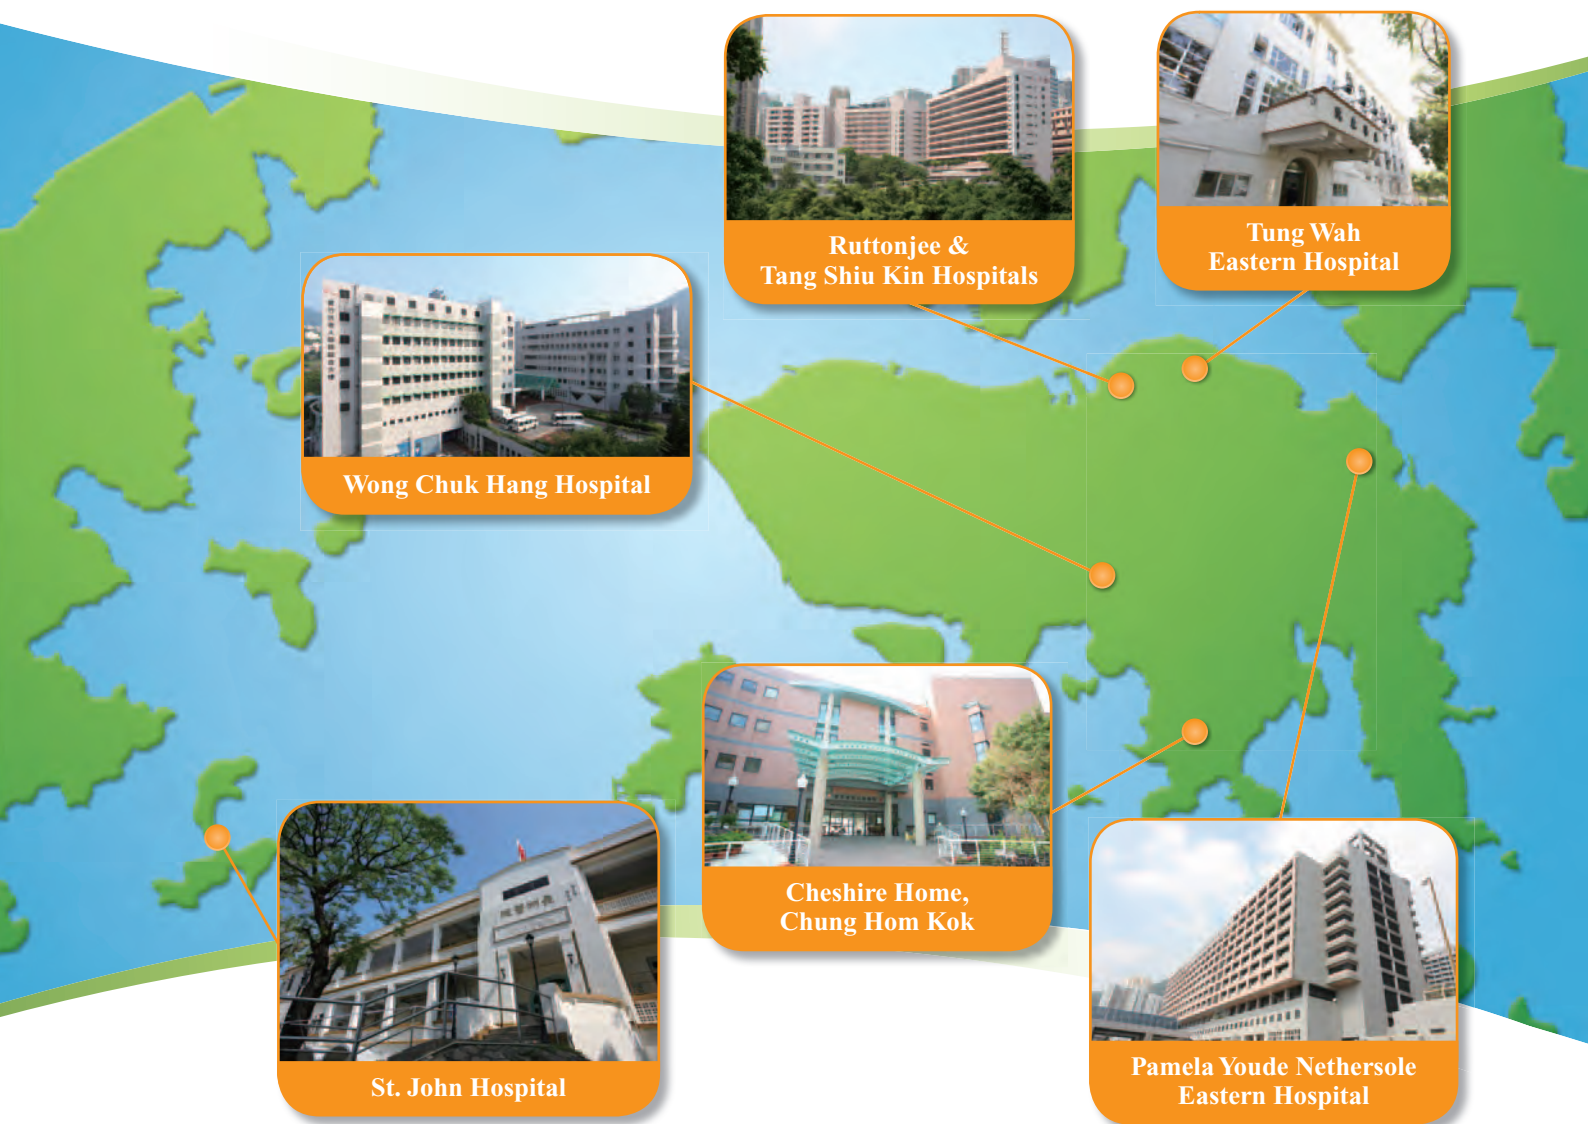 Ruttonjee &
Tang Shiu Kin Hospitals
Tung Wah
Eastern Hospital
Wong Chuk Hang Hospital
Cheshire Home,
Chung Hom Kok
St. John Hospital
Pamela Youde Nethersole
Eastern Hospital